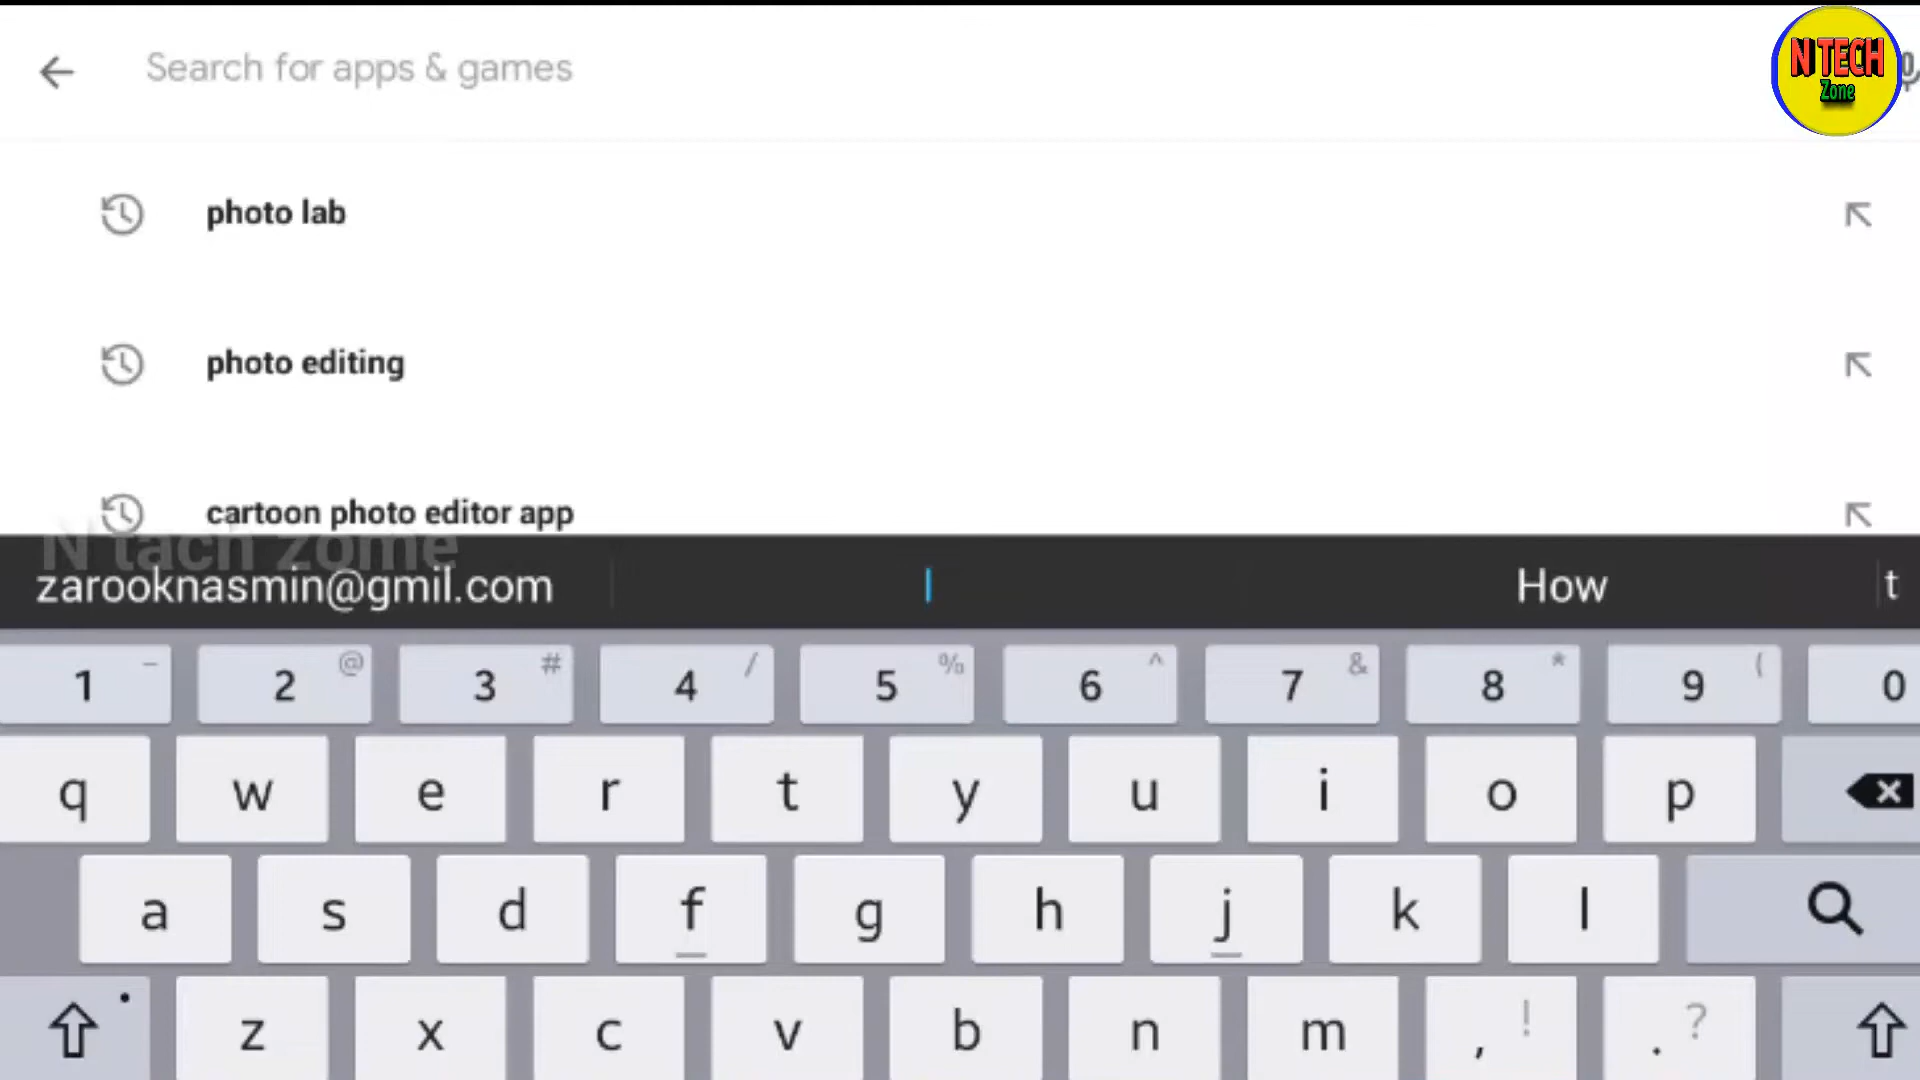 Search for apps & games
N TECH
Zone
photo lab
photo editing
cartoon photo editor app
N tach zome
zarooknasmin@gmil.com I How t
1 – 2 @ 3 # 4 / 5 % 6 ^ 7 & 8 * 9 ( 0
q w e r t y u i o p
a s d f g h j k l
z x c v b n m , ! . ?